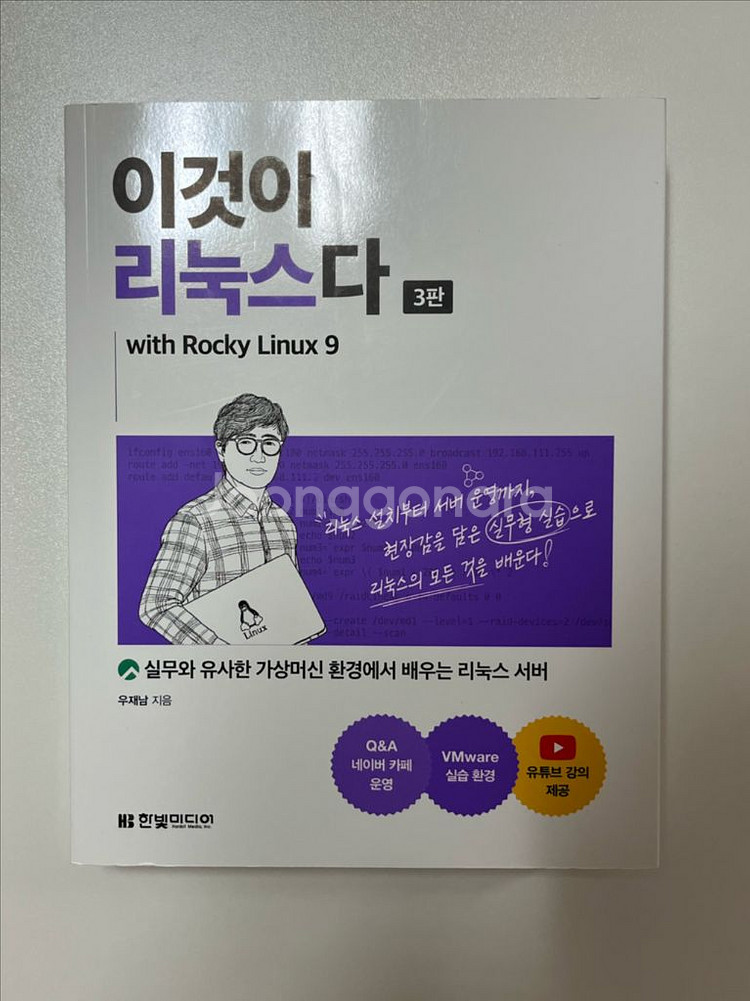 이것이
리눅스다
3판
with Rocky Linux 9
"리눅스 설치부터 서버 운영까지,
현장감을 담은 실무형 실습으로
리눅스의 모든 것을 배운다!
Linux
joonggonara
실무와 유사한 가상머신 환경에서 배우는 리눅스 서버
우재남 지음
Q&A
네이버 카페
운영
VMware
실습 환경
유튜브 강의
제공
HB 한빛미디어
Hanbit Media, Inc.